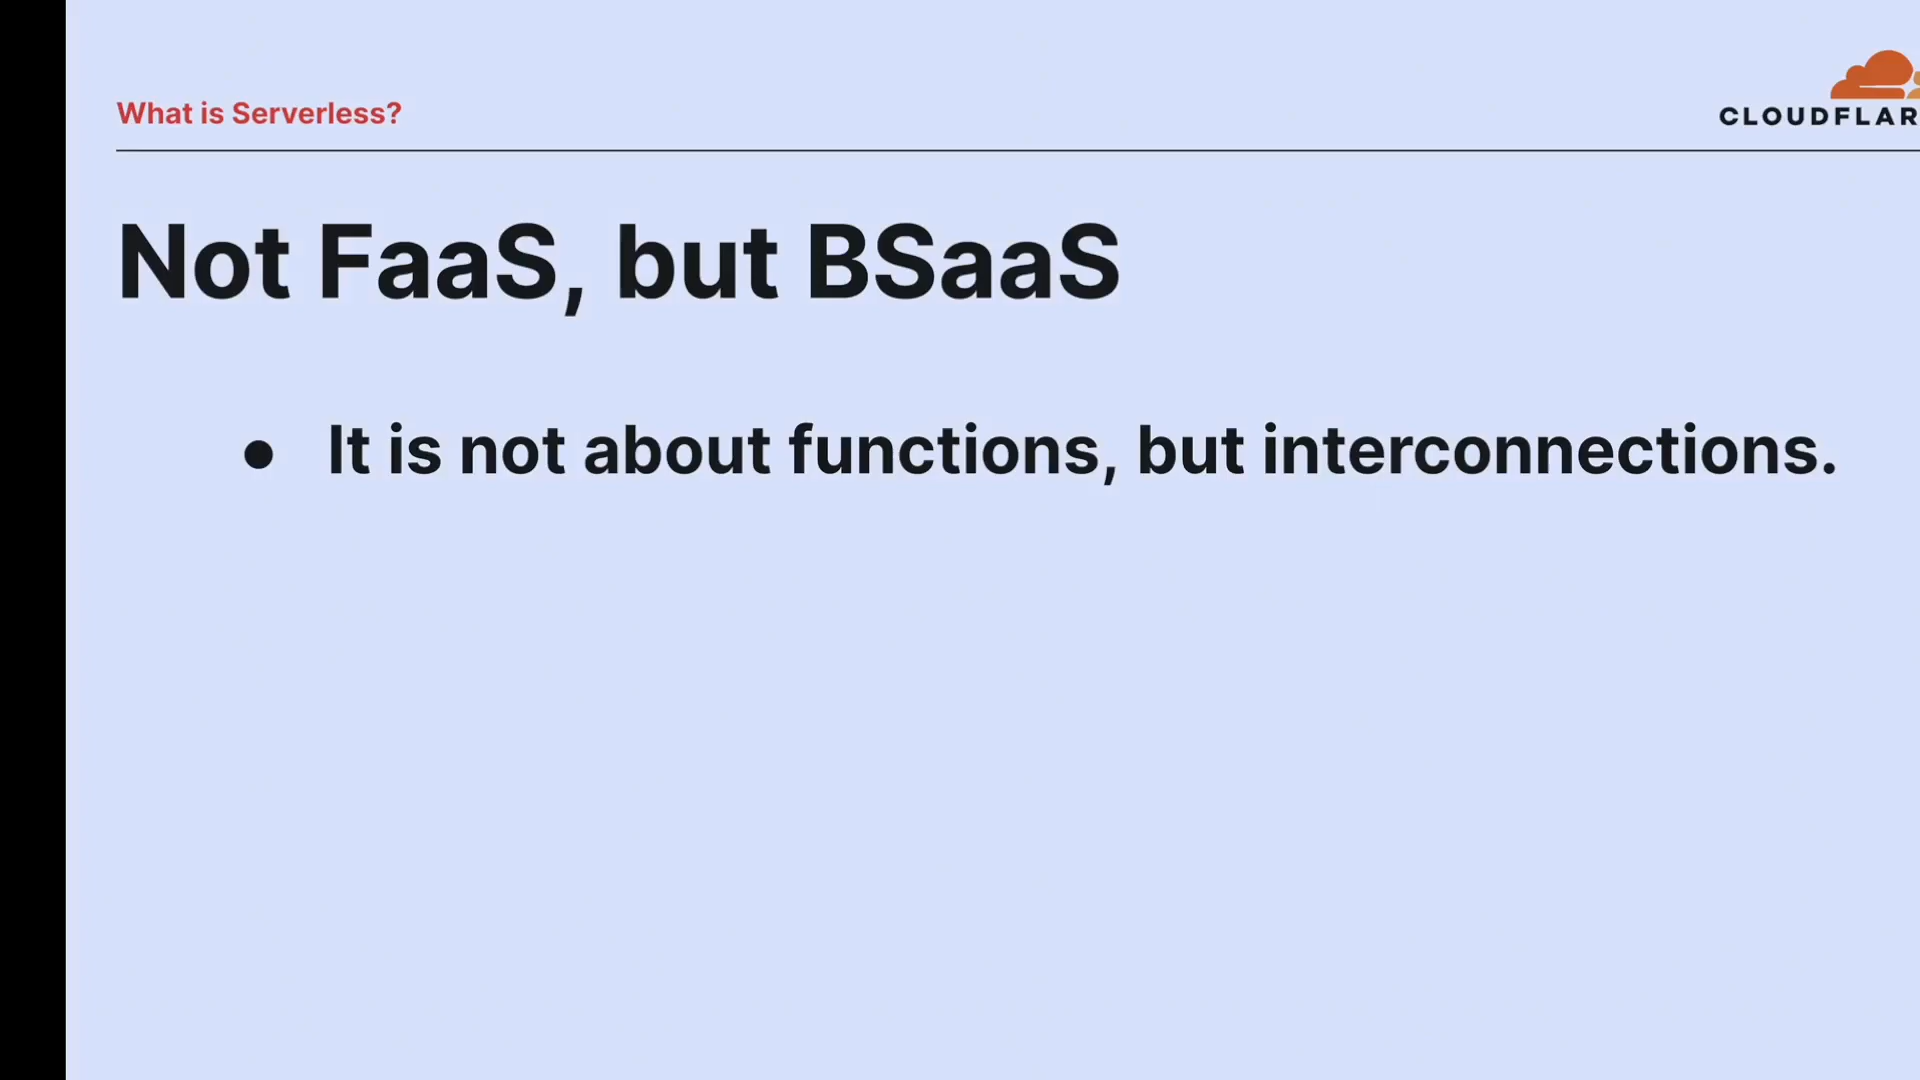 What is Serverless?
CLOUDFLAR
Not FaaS, but BSaaS
● It is not about functions, but interconnections.